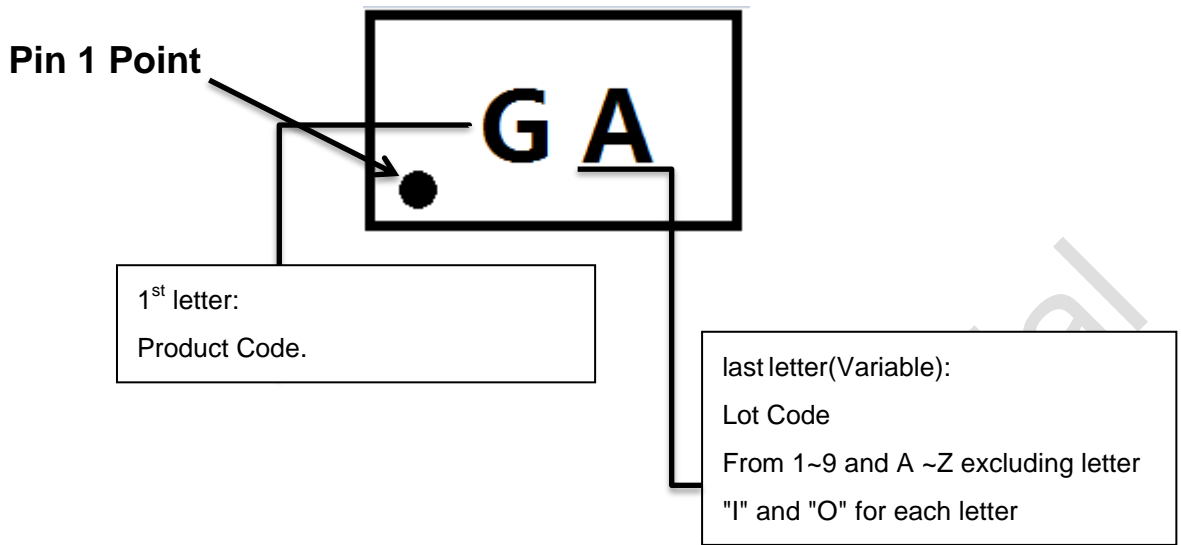 Pin 1 Point
G A
1st letter:
Product Code.
last letter(Variable):
Lot Code
From 1~9 and A ~Z excluding letter
"I" and "O" for each letter